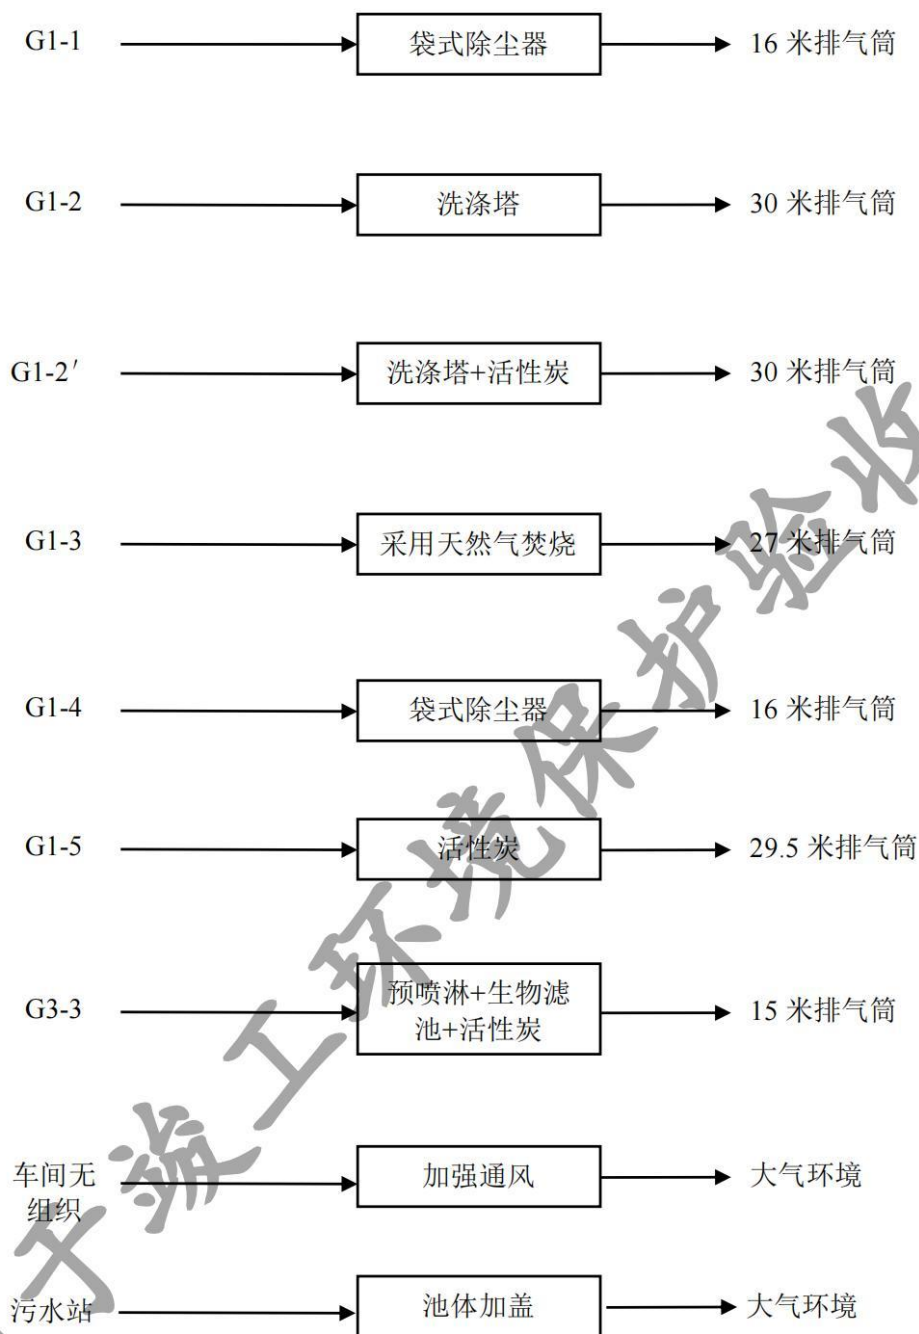 G1-1 袋式除尘器 16 米排气筒
G1-2 洗涤塔 30 米排气筒
G1-2′ 洗涤塔+活性炭 30 米排气筒
G1-3 采用天然气焚烧 27 米排气筒
G1-4 袋式除尘器 16 米排气筒
G1-5 活性炭 29.5 米排气筒
G3-3 预喷淋+生物滤 15 米排气筒
池+活性炭
车间无 加强通风 大气环境
组织
污水站 池体加盖 大气环境
于竣工环境保护验收